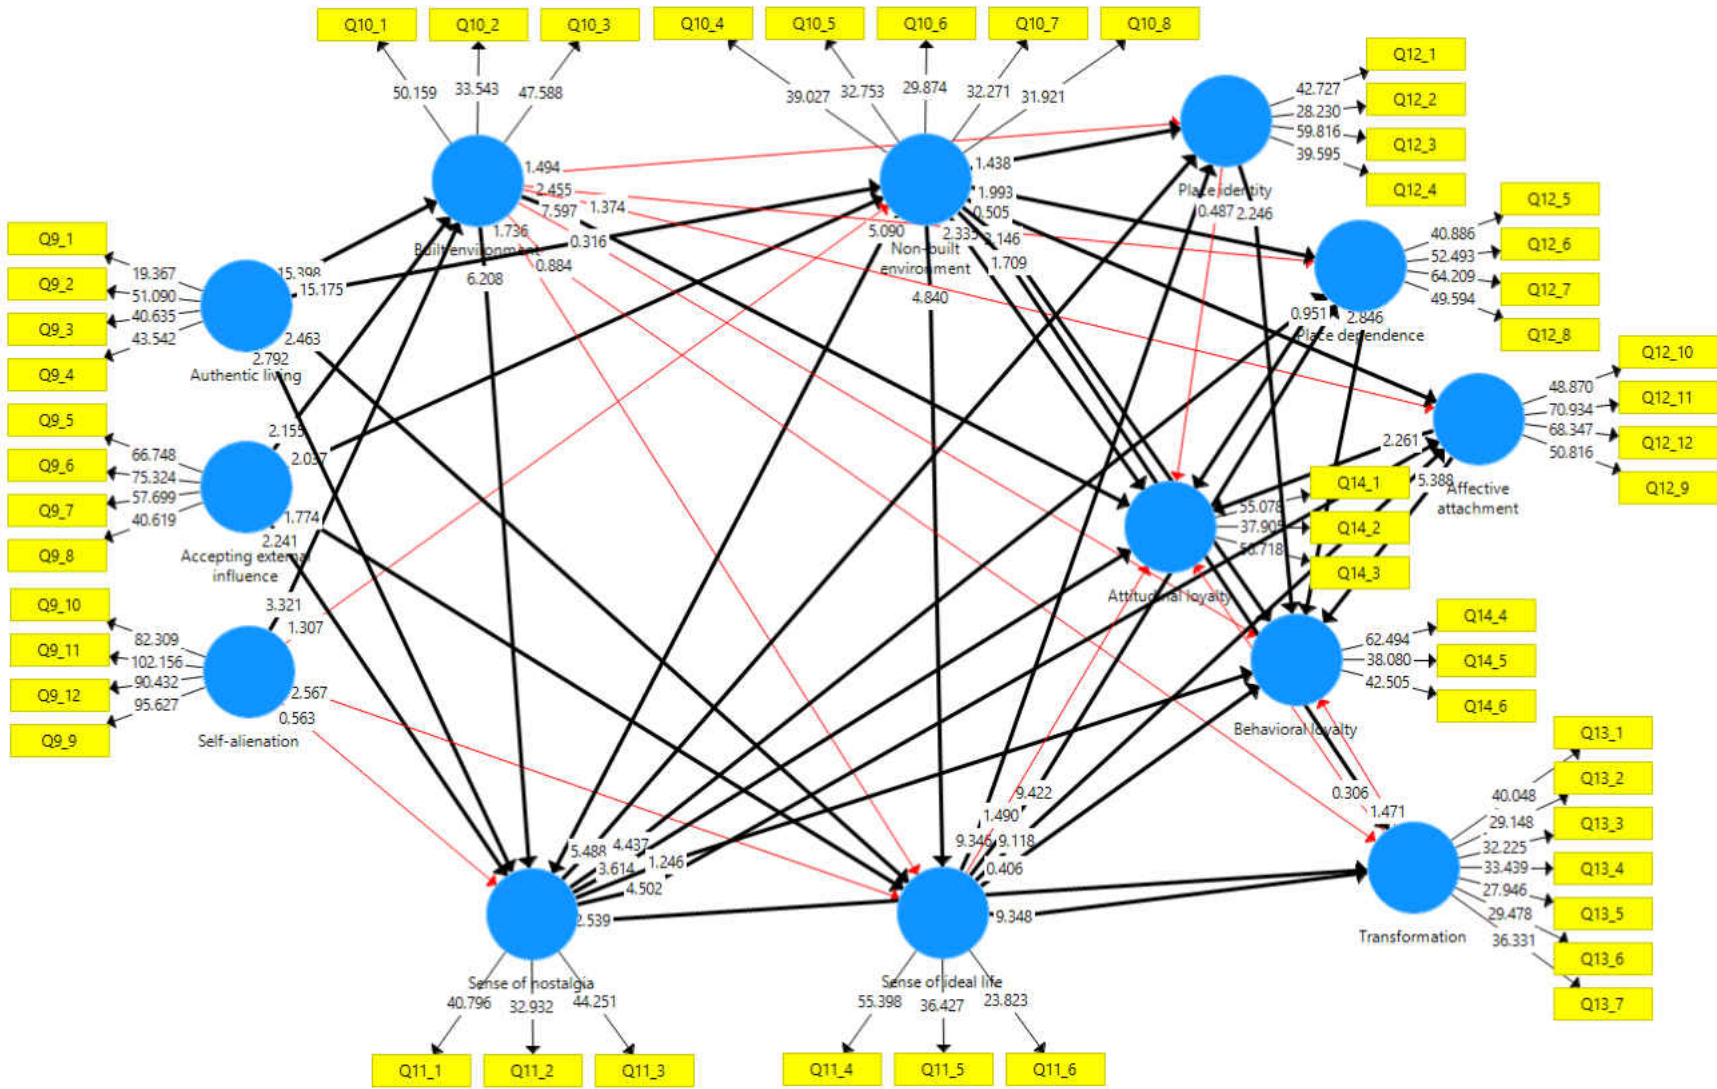 Q10_1
Q10_2
Q10_3
Q10_4
Q10_5
Q10_6
Q10_7
Q10_8
50.159
33.543
47.588
39.027
32.753
29.874
32.271
31.921
Q12_1
Q12_2
Q12_3
Q12_4
42.727
28.230
59.816
39.595
Place identity
0.487
2.246
Q12_5
Q12_6
Q12_7
Q12_8
40.886
52.493
64.209
49.594
0.951
2.846
Place dependence
Q12_10
Q12_11
Q12_12
Q12_9
48.870
70.934
68.347
50.816
2.261
5.388
Affective
attachment
1.494
2.455
7.597
1.374
1.736
0.316
Built environment
0.884
6.208
1.438
1.993
0.505
5.090
2.335
3.146
Non-built
environment
1.709
4.840
Q9_1
Q9_2
Q9_3
Q9_4
19.367
51.090
40.635
43.542
15.398
15.175
2.463
2.792
Authentic living
Q9_5
Q9_6
Q9_7
Q9_8
66.748
75.324
57.699
40.619
2.155
2.037
1.774
2.241
Accepting external
influence
Q9_10
Q9_11
Q9_12
Q9_9
82.309
102.156
90.432
95.627
3.321
1.307
2.567
0.563
Self-alienation
Q14_1
Q14_2
Q14_3
55.078
37.905
Attitudinal loyalty
Q14_4
Q14_5
Q14_6
62.494
38.080
42.505
Behavioral loyalty
Q13_1
Q13_2
Q13_3
Q13_4
Q13_5
Q13_6
Q13_7
40.048
29.148
32.225
33.439
27.946
29.478
36.331
0.306
1.471
Transformation
5.488
4.437
3.614
1.246
4.502
2.539
Sense of nostalgia
40.796
32.932
44.251
Q11_1
Q11_2
Q11_3
9.422
1.490
9.346
9.118
0.406
9.348
Sense of ideal life
55.398
36.427
23.823
Q11_4
Q11_5
Q11_6